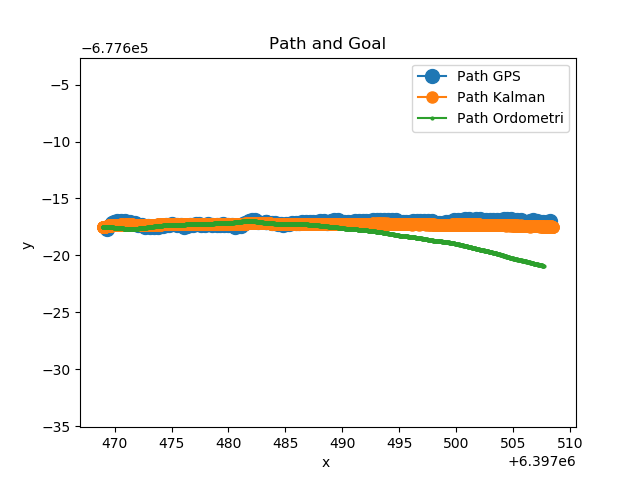 Path and Goal
−6.776e5
Path GPS
Path Kalman
Path Ordometri
−5
−10
−15
−20
−25
−30
−35
y
470 475 480 485 490 495 500 505 510
x
+6.397e6